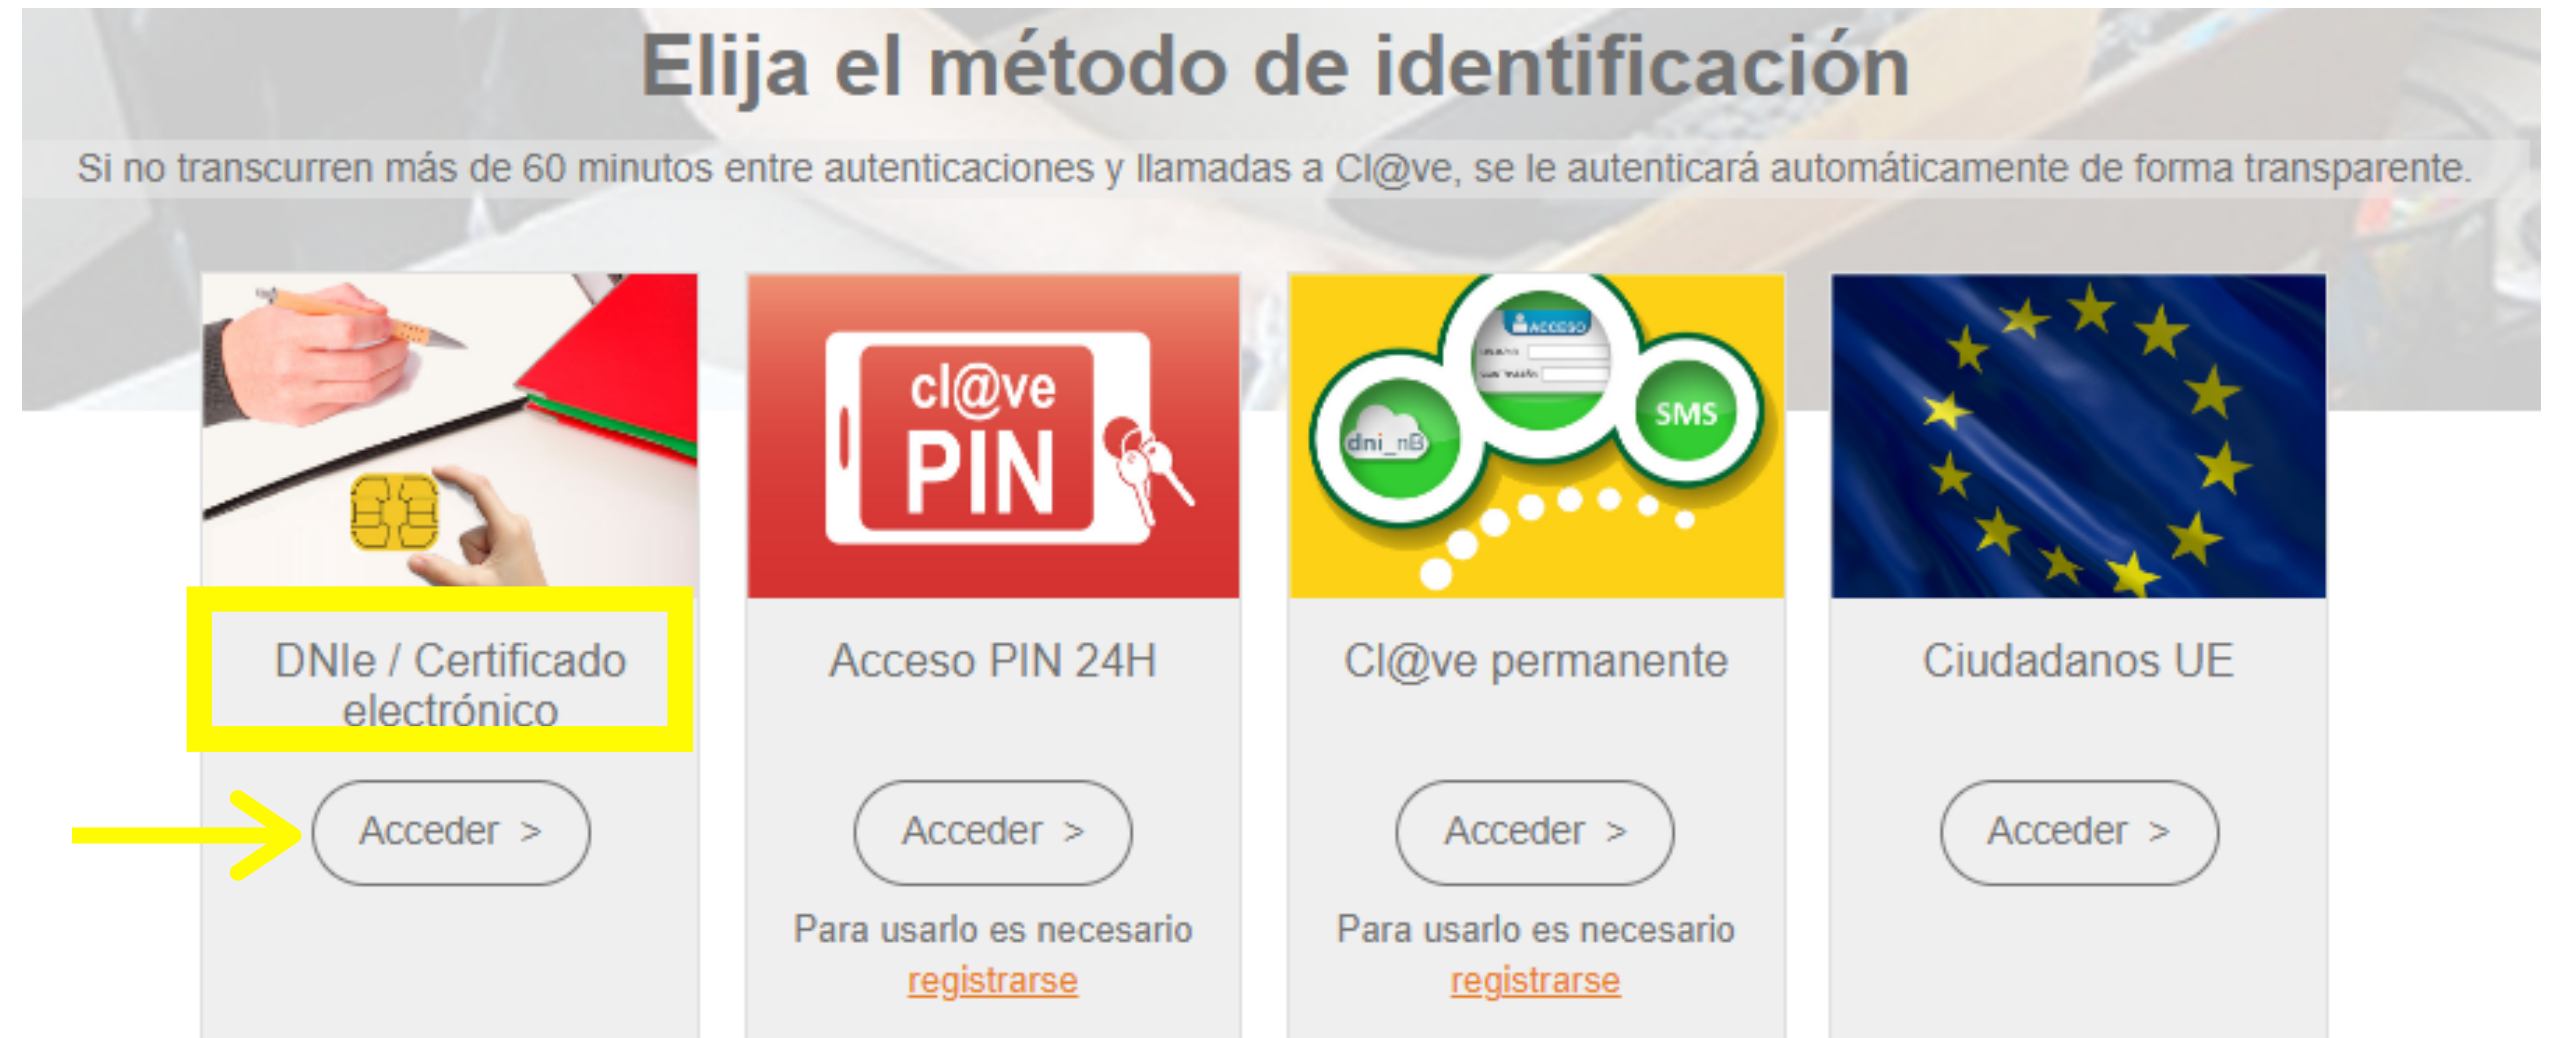 Elija el método de identificación
Si no transcurren más de 60 minutos entre autenticaciones y llamadas a Cl@ve, se le autenticará automáticamente de forma transparente.
cl@ve
PIN
ACCESO
dni_nB
SMS
DNIe / Certificado
electrónico
Acceder >
Acceso PIN 24H
Acceder >
Para usarlo es necesario
registrarse
Cl@ve permanente
Acceder >
Para usarlo es necesario
registrarse
Ciudadanos UE
Acceder >